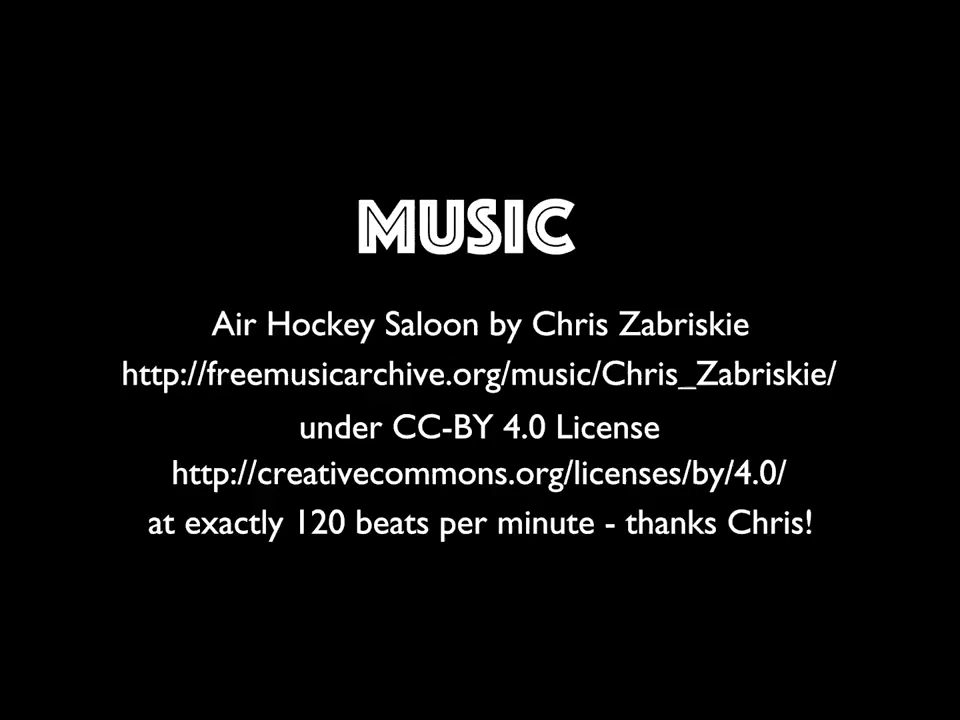 MUSIC
Air Hockey Saloon by Chris Zabriskie
http://freemusicarchive.org/music/Chris_Zabriskie/
under CC-BY 4.0 License
http://creativecommons.org/licenses/by/4.0/
at exactly 120 beats per minute - thanks Chris!